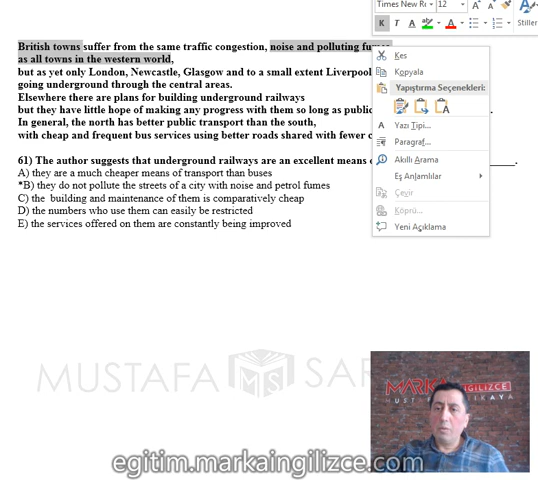 Times New Ro
12
A
A
A
K
T
A
ab
A
Stiller
British towns suffer from the same traffic congestion, noise and polluting fumes
as all towns in the western world,
but as yet only London, Newcastle, Glasgow and to a small extent Liverpool
going underground through the central areas.
Elsewhere there are plans for building underground railways
but they have little hope of making any progress with them so long as public
In general, the north has better public transport than the south,
with cheap and frequent bus services using better roads shared with fewer c
Kes
Kopyala
Yapıştırma Seçenekleri:
A
Yazı Tipi...
Paragraf...
Akıllı Arama
Eş Anlamlılar
Çevir
Köprü...
Yeni Açıklama
61) The author suggests that underground railways are an excellent means
A) they are a much cheaper means of transport than buses
*B) they do not pollute the streets of a city with noise and petrol fumes
C) the building and maintenance of them is comparatively cheap
D) the numbers who use them can easily be restricted
E) the services offered on them are constantly being improved
MUSTAFA MS SAR
MARKA İNGİLİZCE
egitim.markaingilizce.com